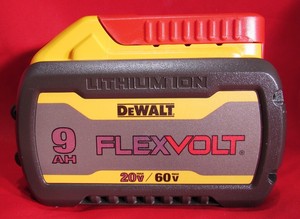 LITHIUM ION
DEWALT
9
AH
FLEXVOLT®
20V / 60V